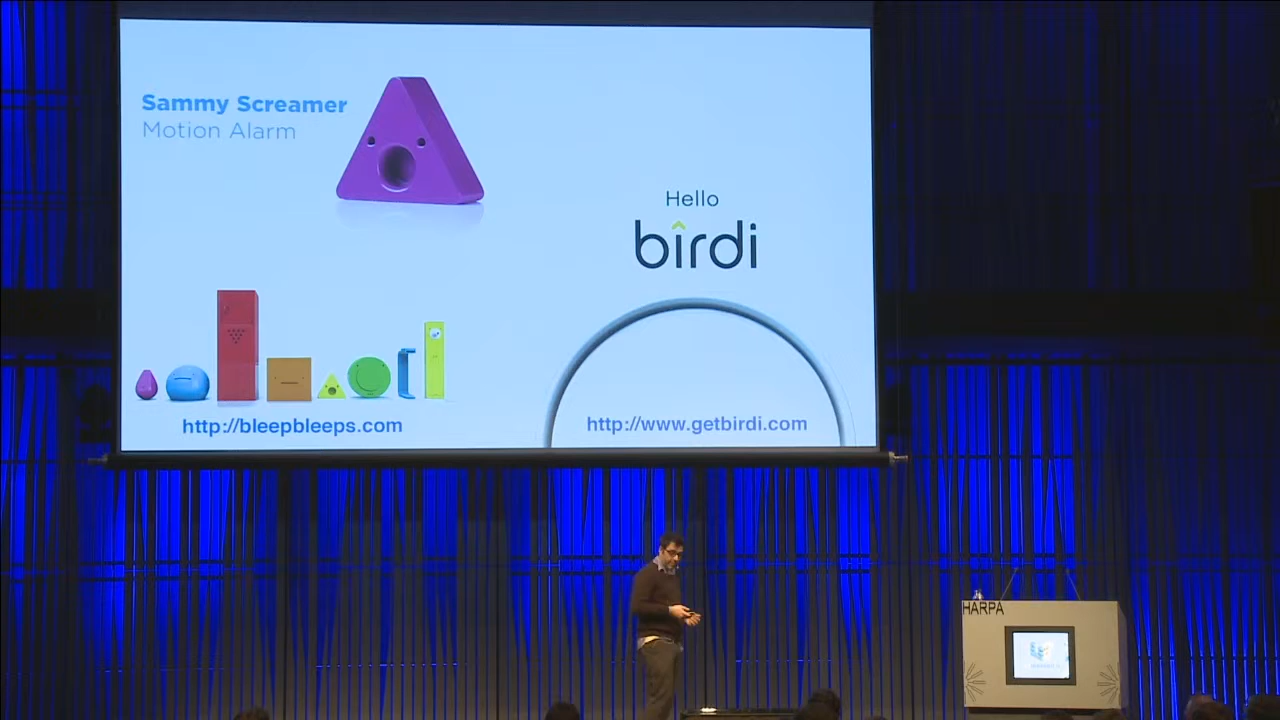 Sammy Screamer
Motion Alarm
Hello
birdi
http://bleepbleeps.com
http://www.getbirdi.com
HARPA